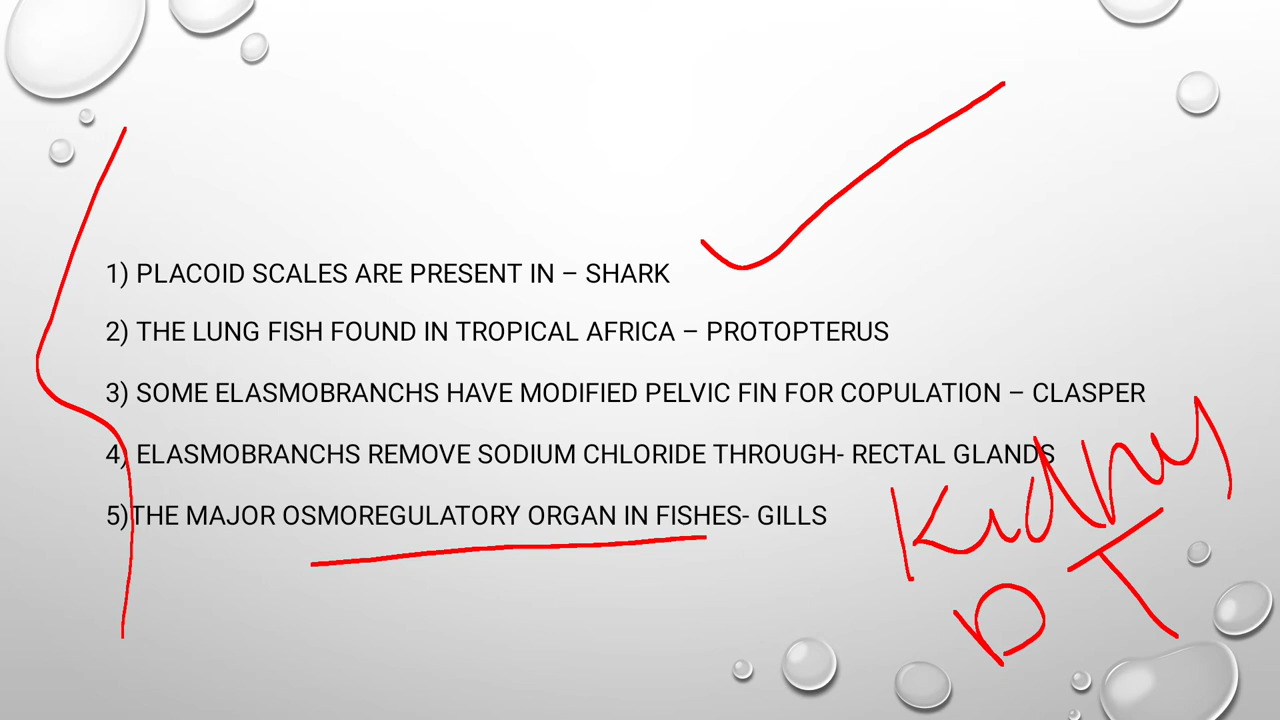 1) PLACOID SCALES ARE PRESENT IN – SHARK
2) THE LUNG FISH FOUND IN TROPICAL AFRICA – PROTOPTERUS
3) SOME ELASMOBRANCHS HAVE MODIFIED PELVIC FIN FOR COPULATION – CLASPER
4) ELASMOBRANCHS REMOVE SODIUM CHLORIDE THROUGH- RECTAL GLANDS
5)THE MAJOR OSMOREGULATORY ORGAN IN FISHES- GILLS
Kidney
DT